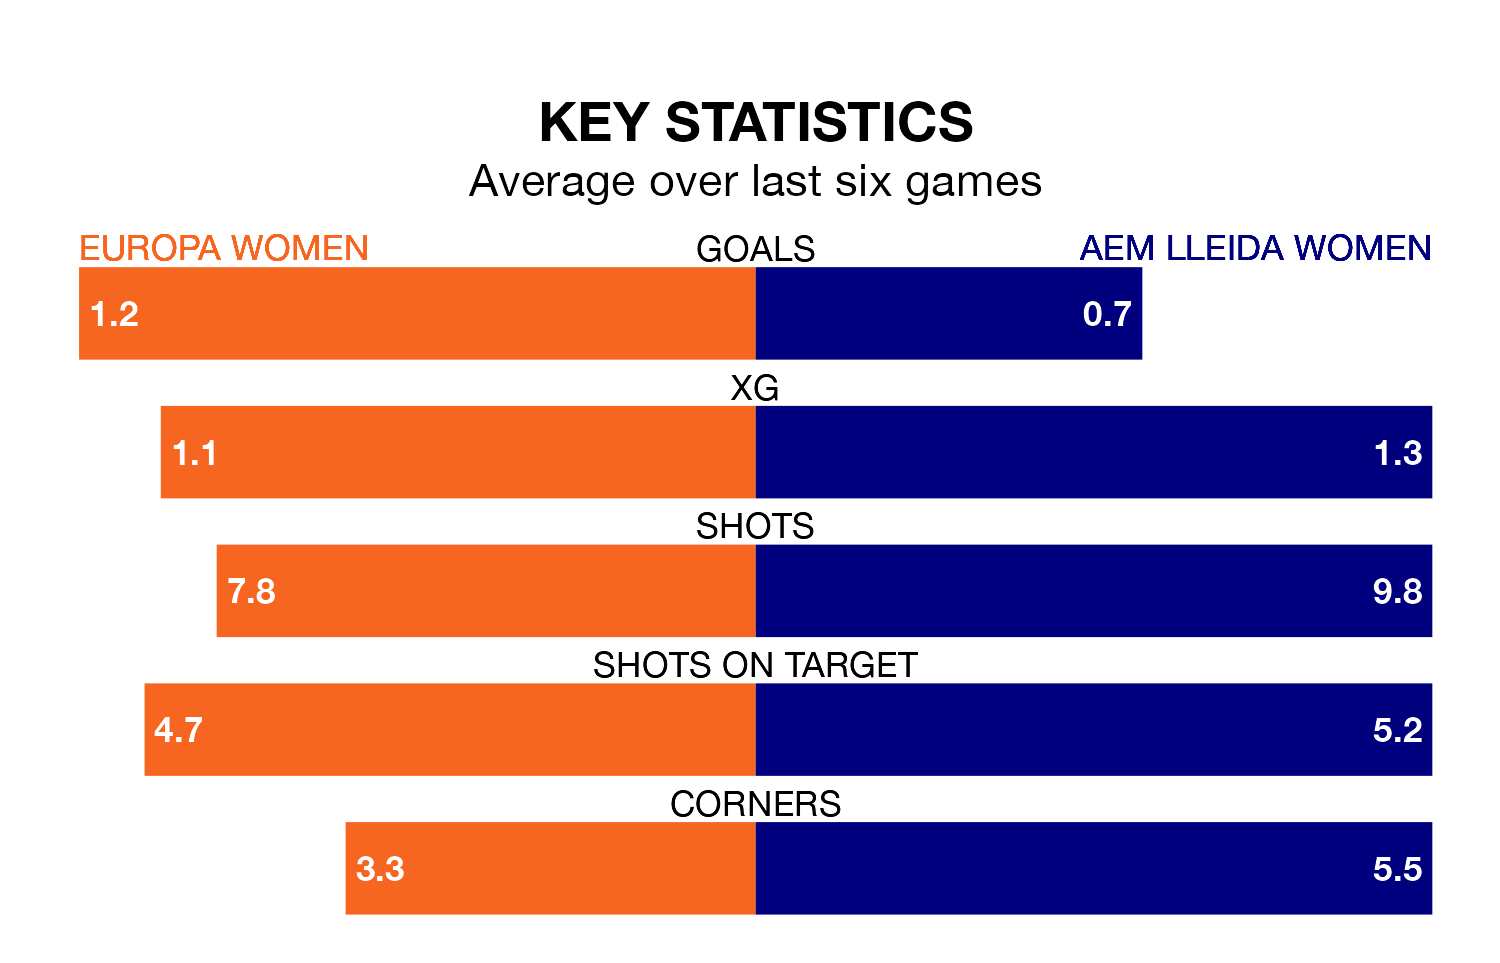 KEY STATISTICS
Average over last six games
EUROPA WOMEN GOALS AEM LLEIDA WOMEN
1.2 0.7
XG
1.1 1.3
SHOTS
7.8 9.8
SHOTS ON TARGET
4.7 5.2
CORNERS
3.3 5.5